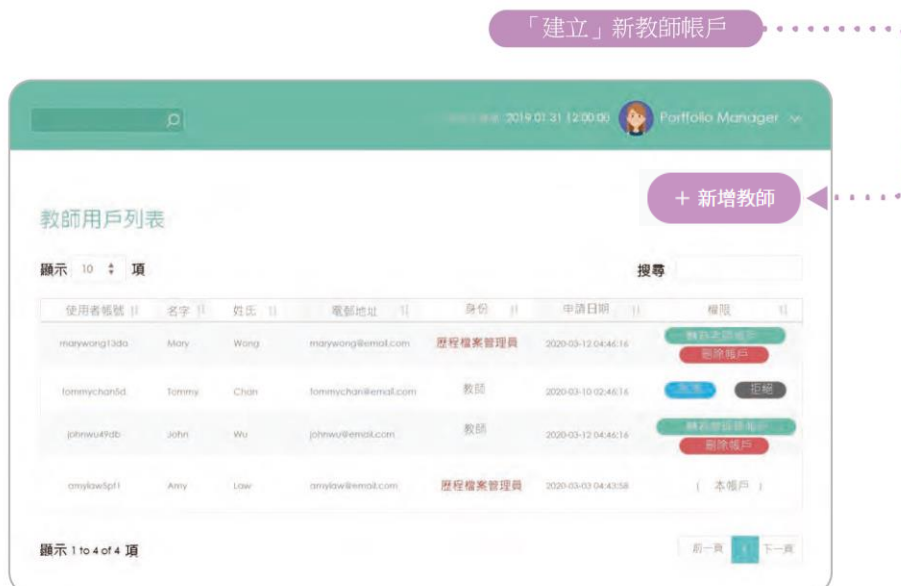 「建立」新教師帳戶
2019 01 31 12:00:00 Portfolio Manager
+ 新增教師
教師用戶列表
顯示 10 項
搜尋
使用者帳號 名字 姓氏 電郵地址 身份 申請日期 權限
marywong13do Mary Wong marywong@email.com 歷程檔案管理員 2020-03-12 04:46:16
刪除帳戶
tommychan5d Tommy Chan tommychan@email.com 教師 2020-03-10 02:46:16 拒絕
johnwu49db John Wu johnwu@email.com 教師 2020-03-12 04:46:16
刪除帳戶
amylaw5pf1 Amy Law amylaw@email.com 歷程檔案管理員 2020-03-03 04:43:58 ( 本帳戶 )
顯示 1 to 4 of 4 項
前一頁 1 下一頁